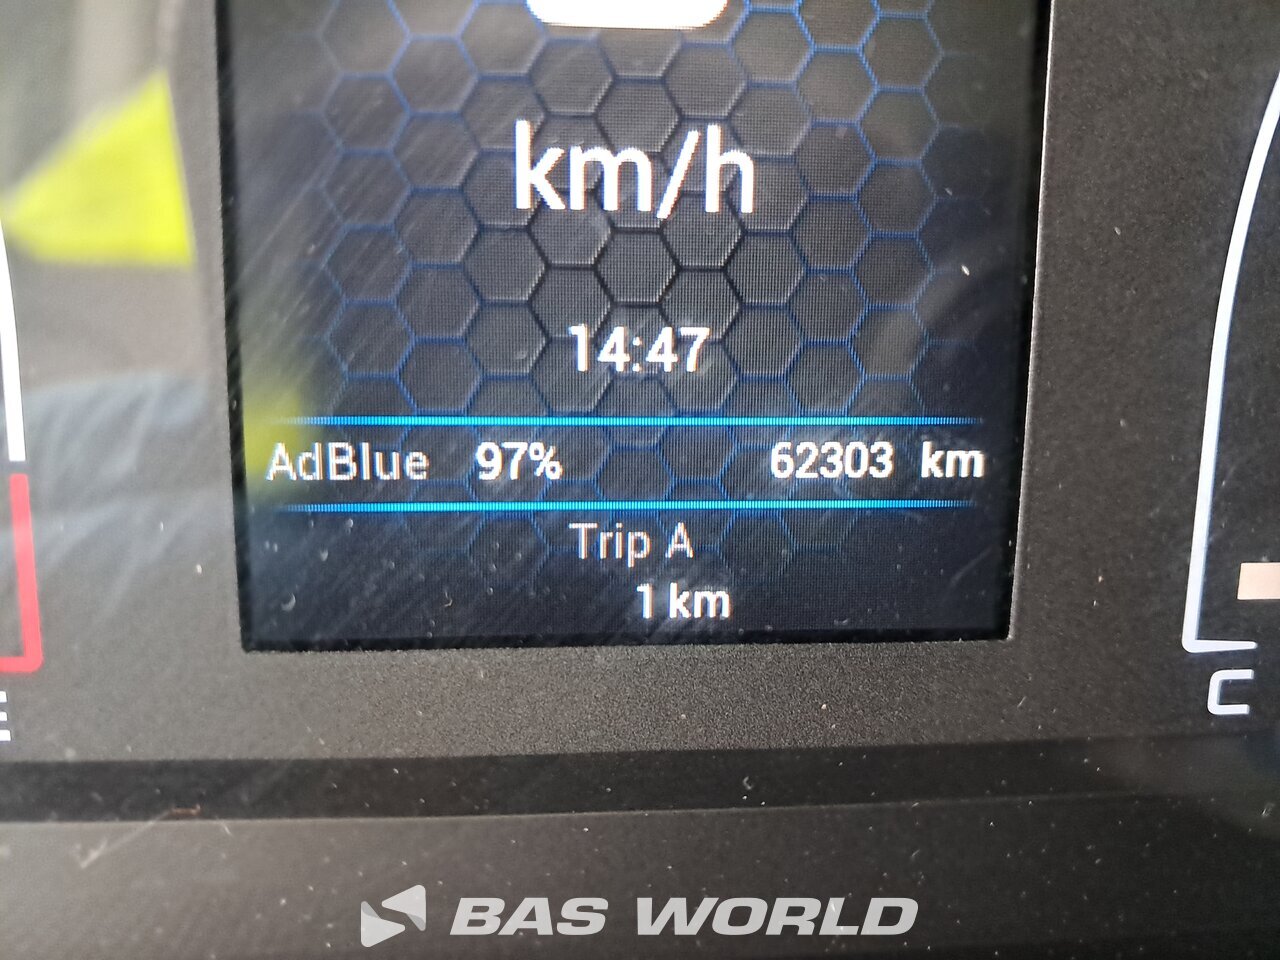 km/h
14:47
AdBlue 97% 62303 km
Trip A
1 km
E
C
BAS WORLD